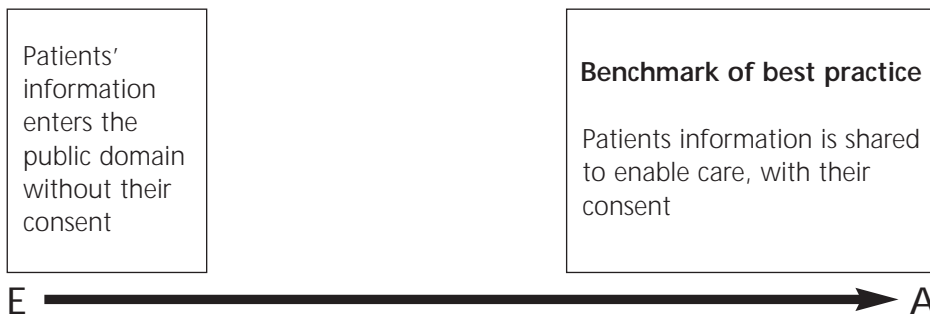 Patients’
information
enters the
public domain
without their
consent
Benchmark of best practice
Patients information is shared
to enable care, with their
consent
E
A